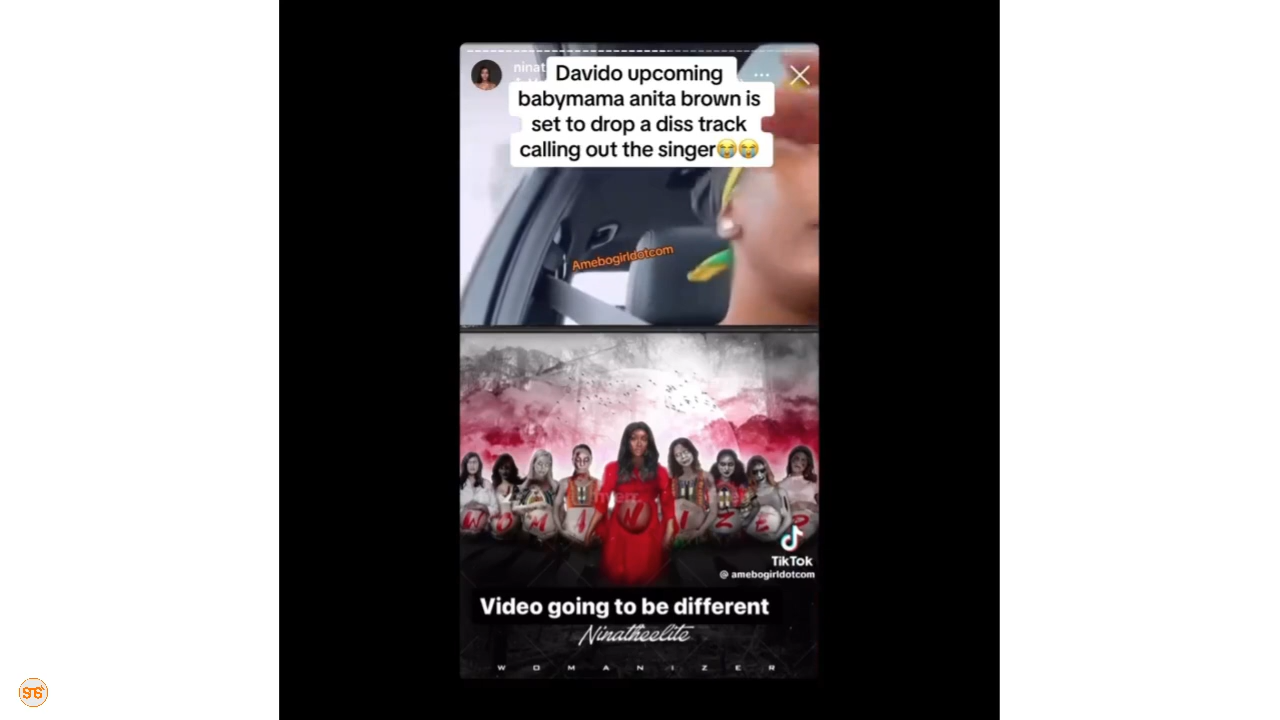 ninat
Davido upcoming
babymama anita brown is
set to drop a diss track
calling out the singer😭😭
Amebogirldotcom
W O M A N I Z E R
TikTok
@ amebogirldotcom
Video going to be different
Ninatheelite
W O M A N I Z E R